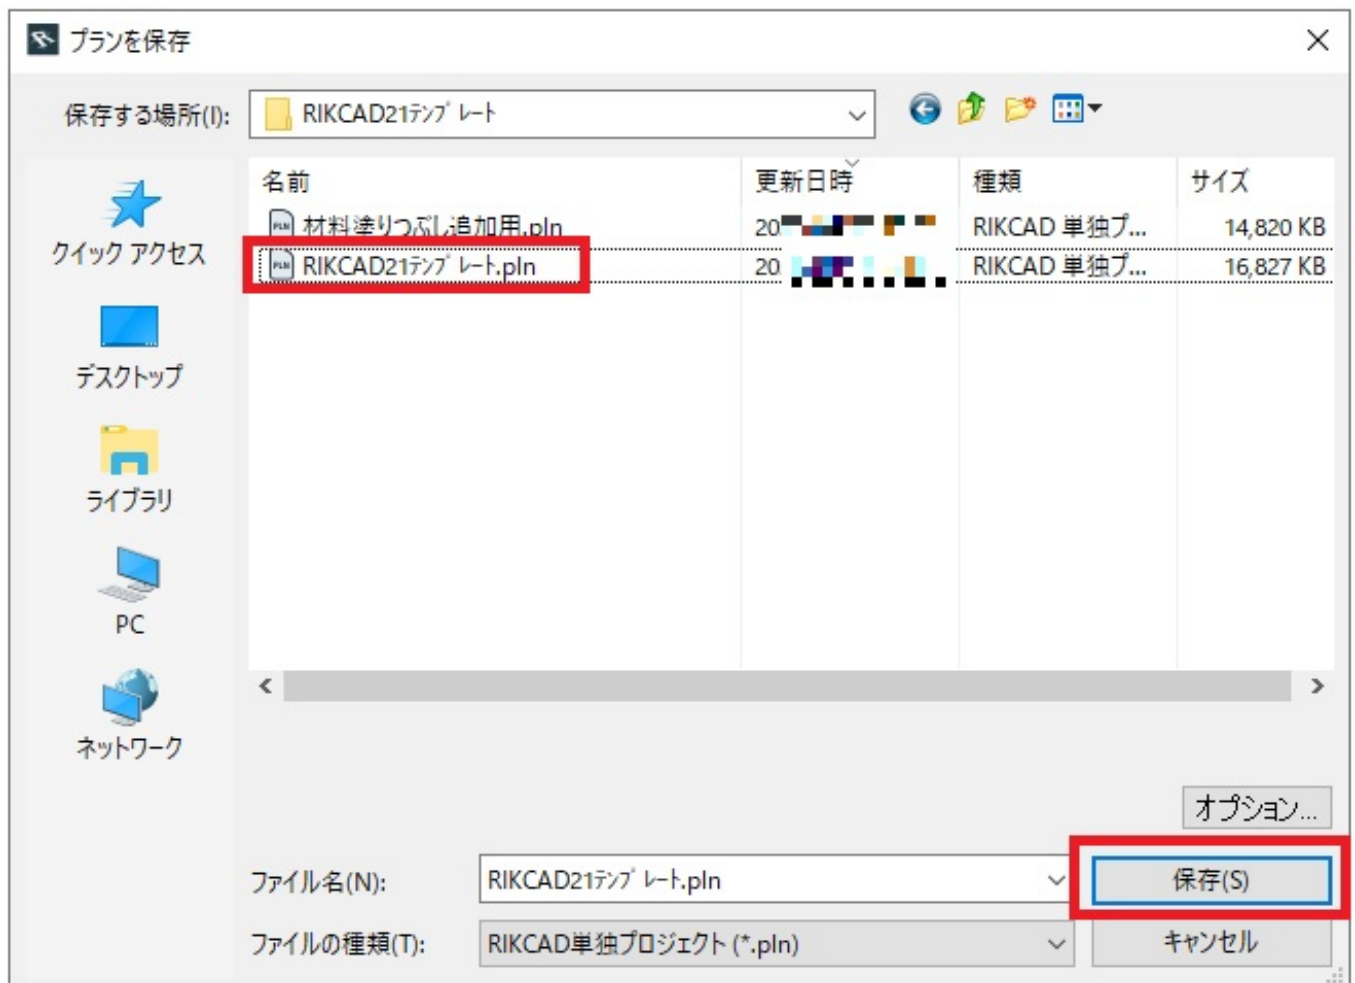 プランを保存
保存する場所(I):
RIKCAD21ﾃﾝﾌﾟﾚｰﾄ
名前 更新日時 種類 サイズ
材料塗りつぶし追加用.pln 20 RIKCAD 単独プ... 14,820 KB
RIKCAD21ﾃﾝﾌﾟﾚｰﾄ.pln 20 RIKCAD 単独プ... 16,827 KB
クイック アクセス
デスクトップ
ライブラリ
PC
ネットワーク
オプション...
ファイル名(N): RIKCAD21ﾃﾝﾌﾟﾚｰﾄ.pln 保存(S)
ファイルの種類(T): RIKCAD単独プロジェクト (*.pln) キャンセル